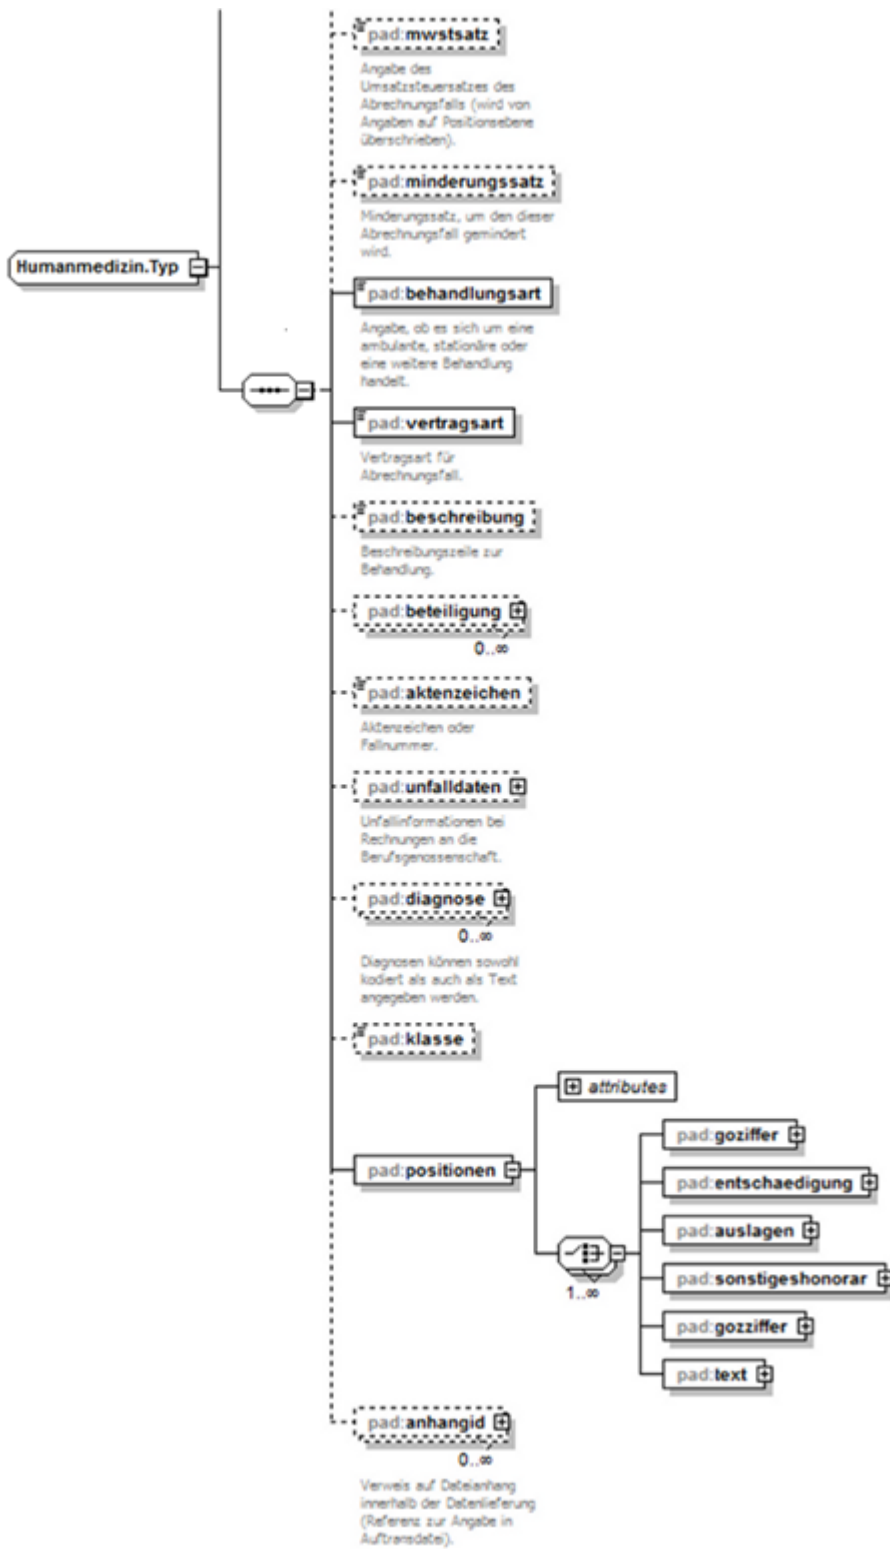 pad:mwstsatz
Angabe des
Umsatzsteuersatzes des
Abrechnungsfalls (wird von
Angaben auf Positionsebene
überschrieben).
pad:minderungssatz
Minderungssatz, um den dieser
Abrechnungsfall gemindert
wird.
Humanmedizin.Typ
pad:behandlungsart
Angabe, ob es sich um eine
ambulante, stationäre oder
eine weitere Behandlung
handelt.
pad:vertragsart
Vertragsart für
Abrechnungsfall.
pad:beschreibung
Beschreibungszeile zur
Behandlung.
pad:beteiligung
0..∞
pad:aktenzeichen
Aktenzeichen oder
Fallnummer.
pad:unfalldaten
Unfallinformationen bei
Rechnungen an die
Berufsgenossenschaft.
pad:diagnose
0..∞
Diagnosen können sowohl
kodiert als auch als Text
angegeben werden.
pad:klasse
attributes
pad:goziffer
pad:positionen
pad:entschaedigung
pad:auslagen
1..∞
pad:sonstigeshonorar
pad:gozziffer
pad:text
pad:anhangid
0..∞
Verweis auf Dateianhang
innerhalb der Datenlieferung
(Referenz zur Angabe in
Auftransdatei).